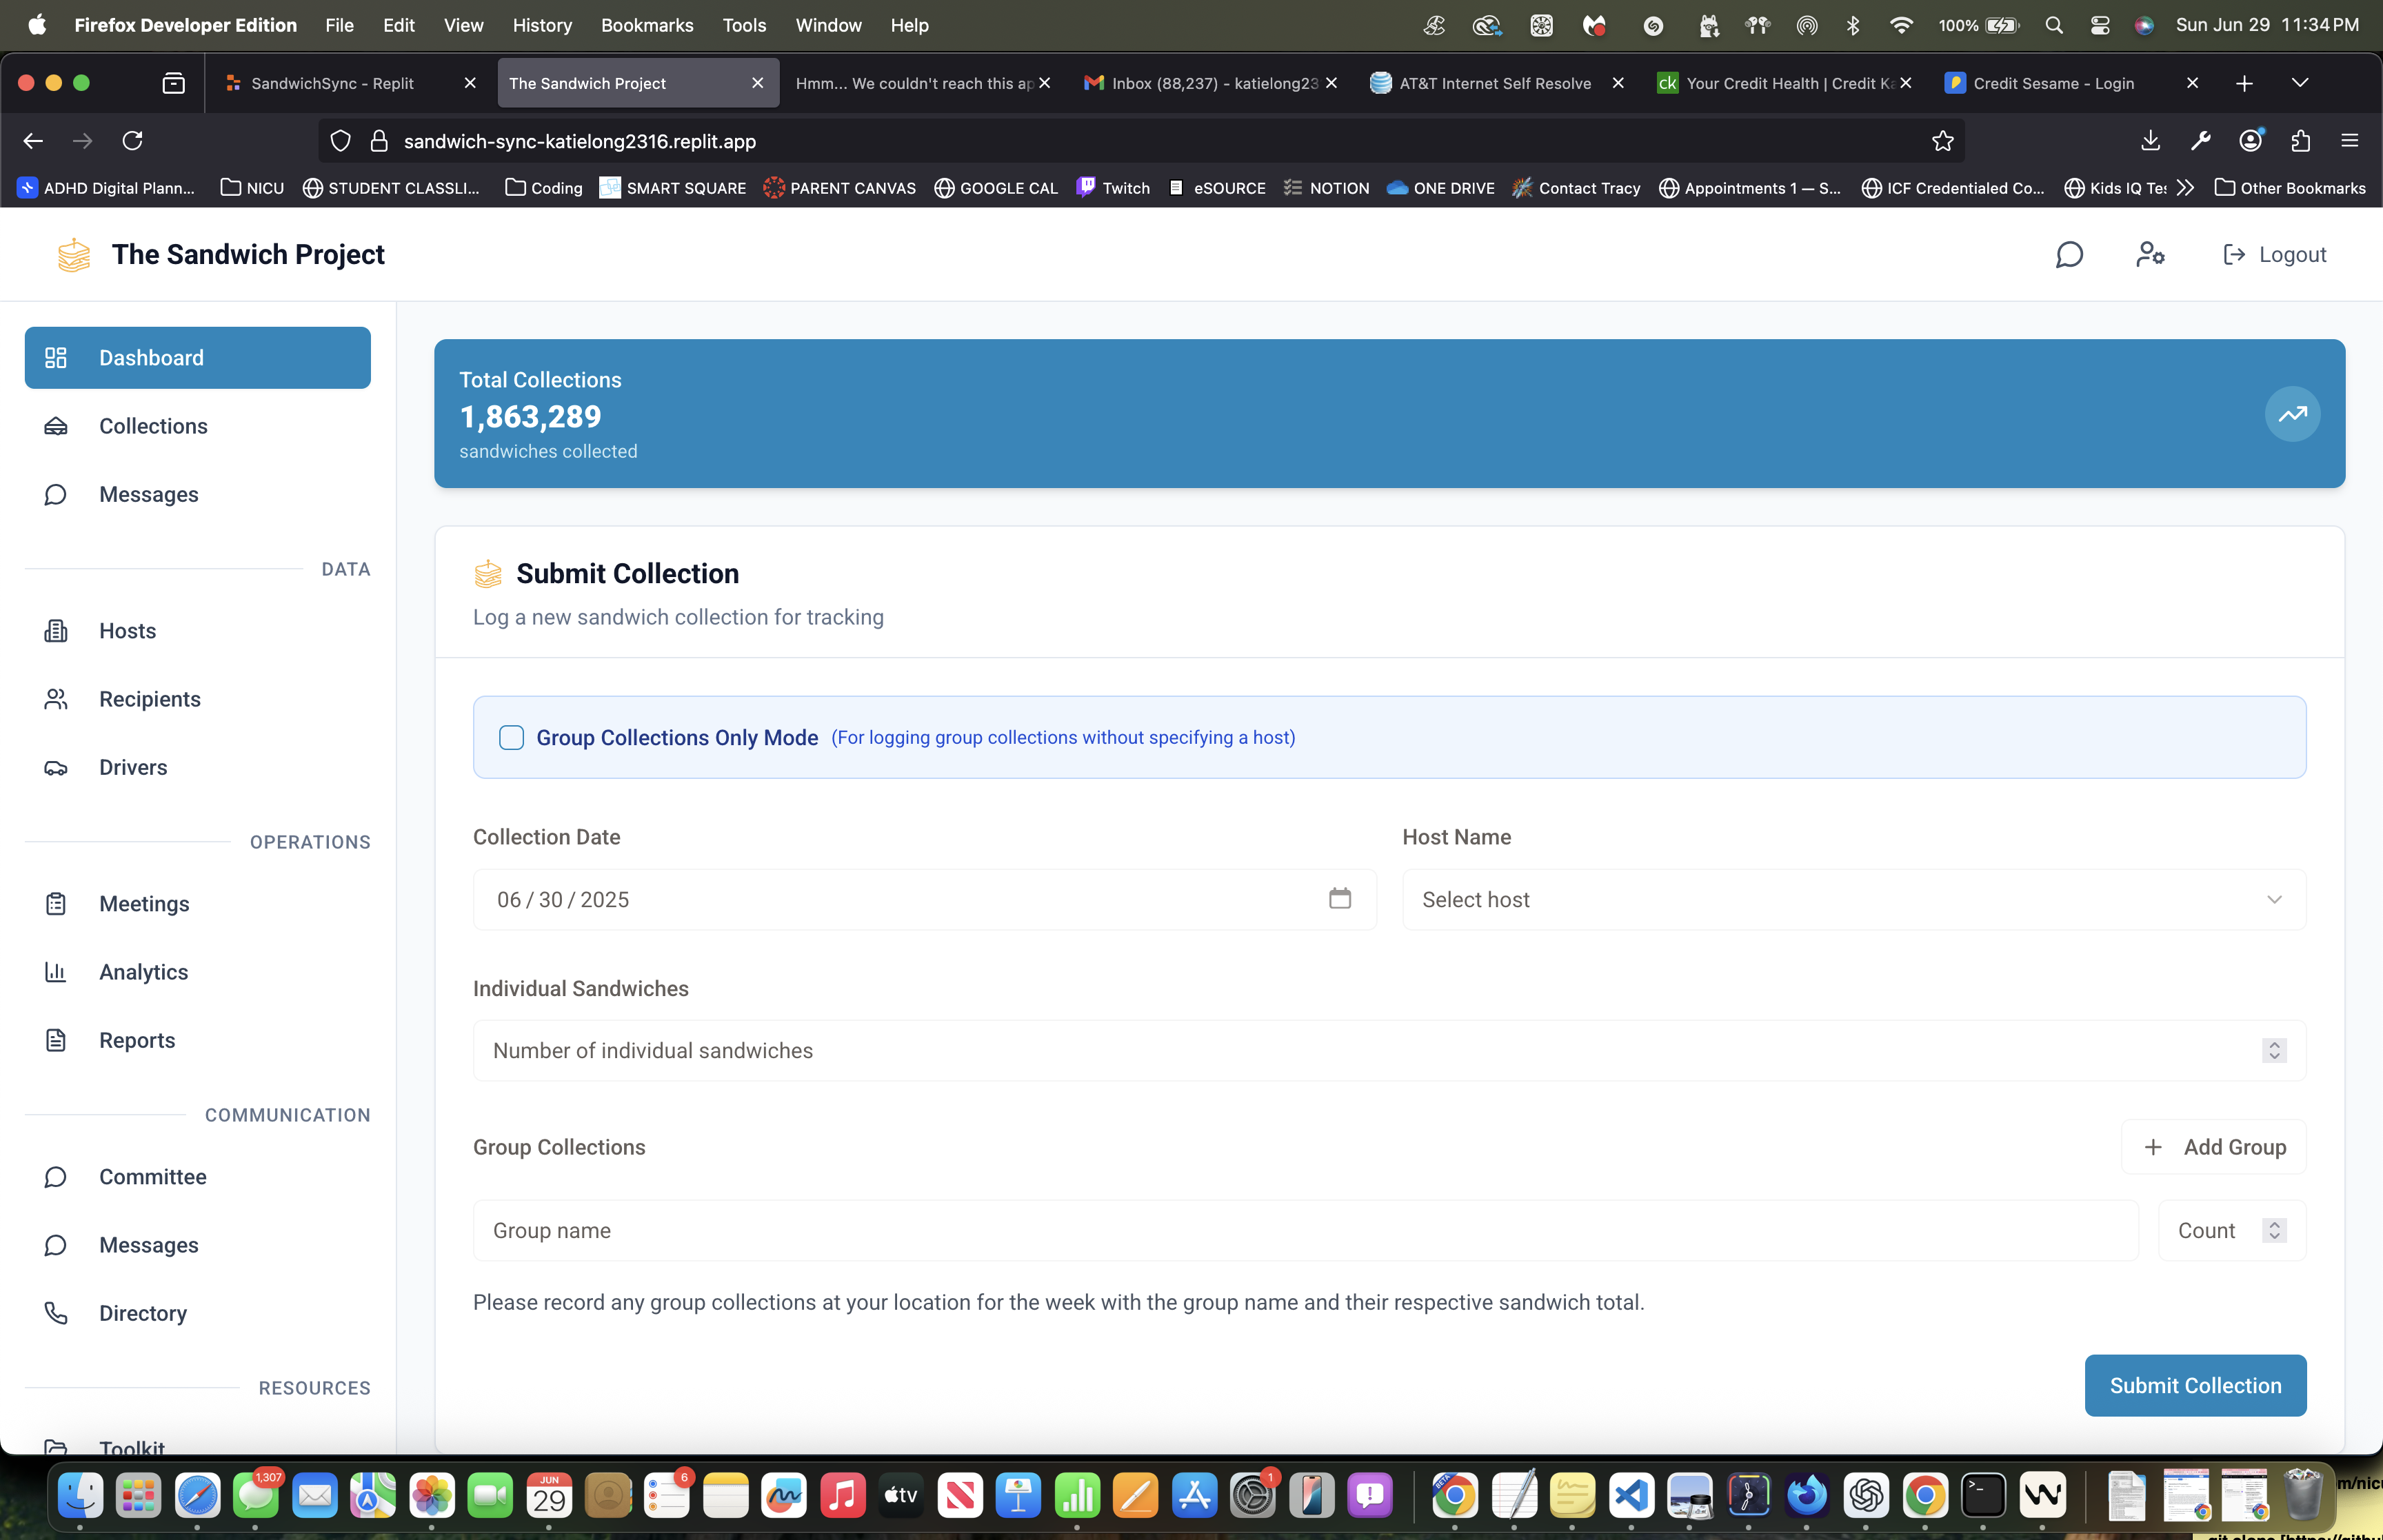 Firefox Developer Edition File Edit View History Bookmarks Tools Window Help 100% Sun Jun 29 11:34 PM
SandwichSync - Replit The Sandwich Project Hmm... We couldn't reach this ap Inbox (88,237) - katielong23 AT&T Internet Self Resolve ck Your Credit Health | Credit Ka Credit Sesame - Login
sandwich-sync-katielong2316.replit.app
ADHD Digital Plann... NICU STUDENT CLASSLI... Coding SMART SQUARE PARENT CANVAS GOOGLE CAL Twitch eSOURCE NOTION ONE DRIVE Contact Tracy Appointments 1 — S... ICF Credentialed Co... Kids IQ Tes Other Bookmarks
The Sandwich Project
Logout
Dashboard
Collections
Messages
DATA
Hosts
Recipients
Drivers
OPERATIONS
Meetings
Analytics
Reports
COMMUNICATION
Committee
Messages
Directory
RESOURCES
Toolkit
Total Collections
1,863,289
sandwiches collected
Submit Collection
Log a new sandwich collection for tracking
Group Collections Only Mode (For logging group collections without specifying a host)
Collection Date
Host Name
06 / 30 / 2025
Select host
Individual Sandwiches
Number of individual sandwiches
Group Collections
Add Group
Group name
Count
Please record any group collections at your location for the week with the group name and their respective sandwich total.
Submit Collection
1,307
JUN
29
6
tv
1
BETA
m/nic